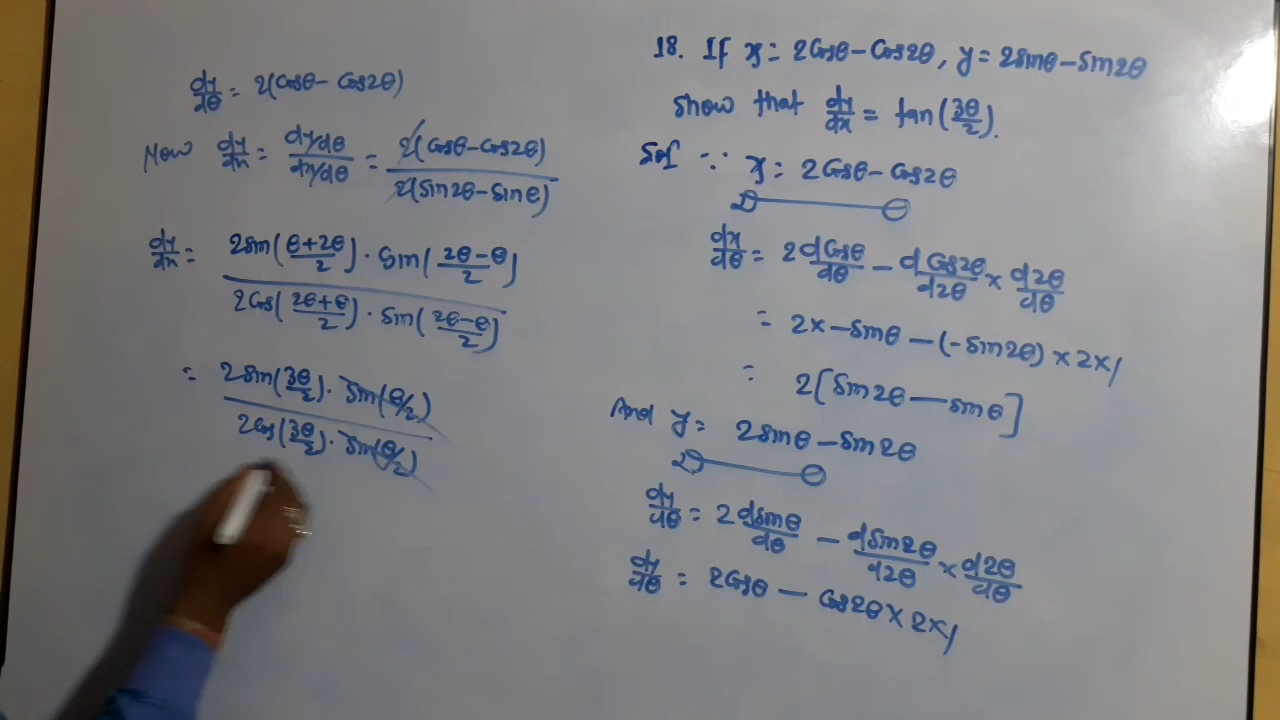 18. If x = 2Cosθ - Cos2θ, y = 2sinθ - Sin2θ
Show that dy/dx = tan(3θ/2).
Sol ∵ x = 2Cosθ - Cos2θ
dx/dθ = 2 dCosθ/dθ - dCos2θ/d2θ × d2θ/dθ
= 2x - sinθ - (-Sin2θ) × 2x1
= 2[Sin2θ - sinθ]
And y = 2sinθ - Sin2θ
dy/dθ = 2 dsinθ/dθ - dSin2θ/d2θ × d2θ/dθ
dy/dθ = 2Cosθ - Cos2θ × 2x1
dy/dθ = 2(Cosθ - Cos2θ)
Now dy/dx = dy/dθ / dx/dθ = 2(Cosθ - Cos2θ) / 2(Sin2θ - Sinθ)
dy/dx = 2sin(θ+2θ/2) · Sin(2θ-θ/2) / 2Cos(2θ+θ/2) · Sin(2θ-θ/2)
= 2sin(3θ/2) · Sin(θ/2) / 2Cos(3θ/2) · Sin(θ/2)